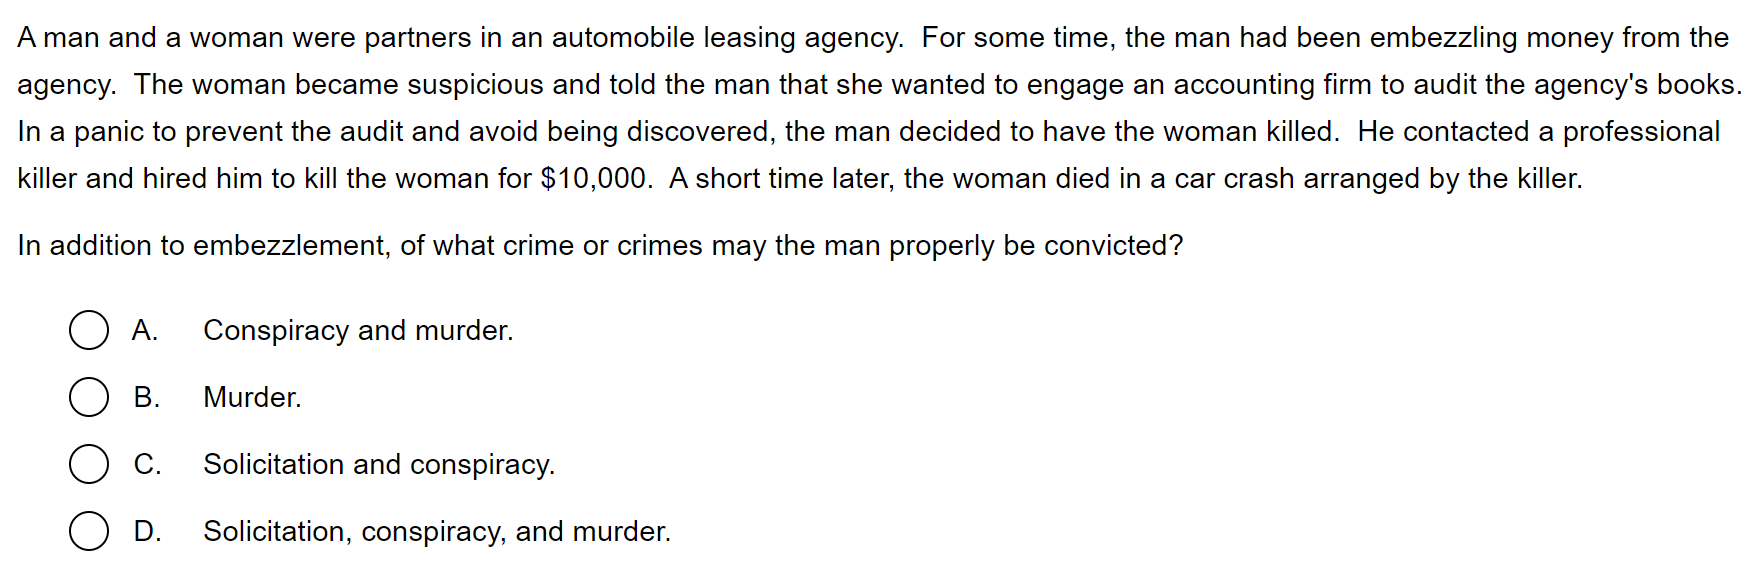 A man and a woman were partners in an automobile leasing agency.  For some time, the man had been embezzling money from the
agency.  The woman became suspicious and told the man that she wanted to engage an accounting firm to audit the agency's books.
In a panic to prevent the audit and avoid being discovered, the man decided to have the woman killed.  He contacted a professional
killer and hired him to kill the woman for $10,000.  A short time later, the woman died in a car crash arranged by the killer.
In addition to embezzlement, of what crime or crimes may the man properly be convicted?
A. Conspiracy and murder.
B. Murder.
C. Solicitation and conspiracy.
D. Solicitation, conspiracy, and murder.